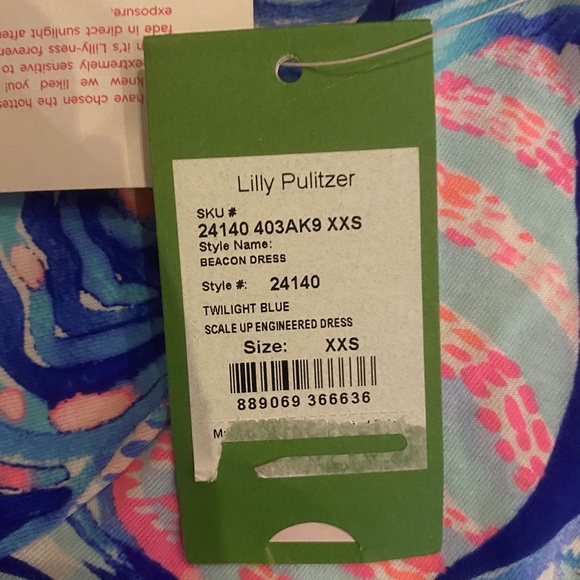 Lilly Pulitzer
SKU #
24140 403AK9 XXS
Style Name:
BEACON DRESS
Style #: 24140
TWILIGHT BLUE
SCALE UP ENGINEERED DRESS
Size: XXS
889069 366636
have chosen the hottes
knew we liked you!
extremely sensitive to
it's Lilly-ness forever
fade in direct sunlight after
exposure.